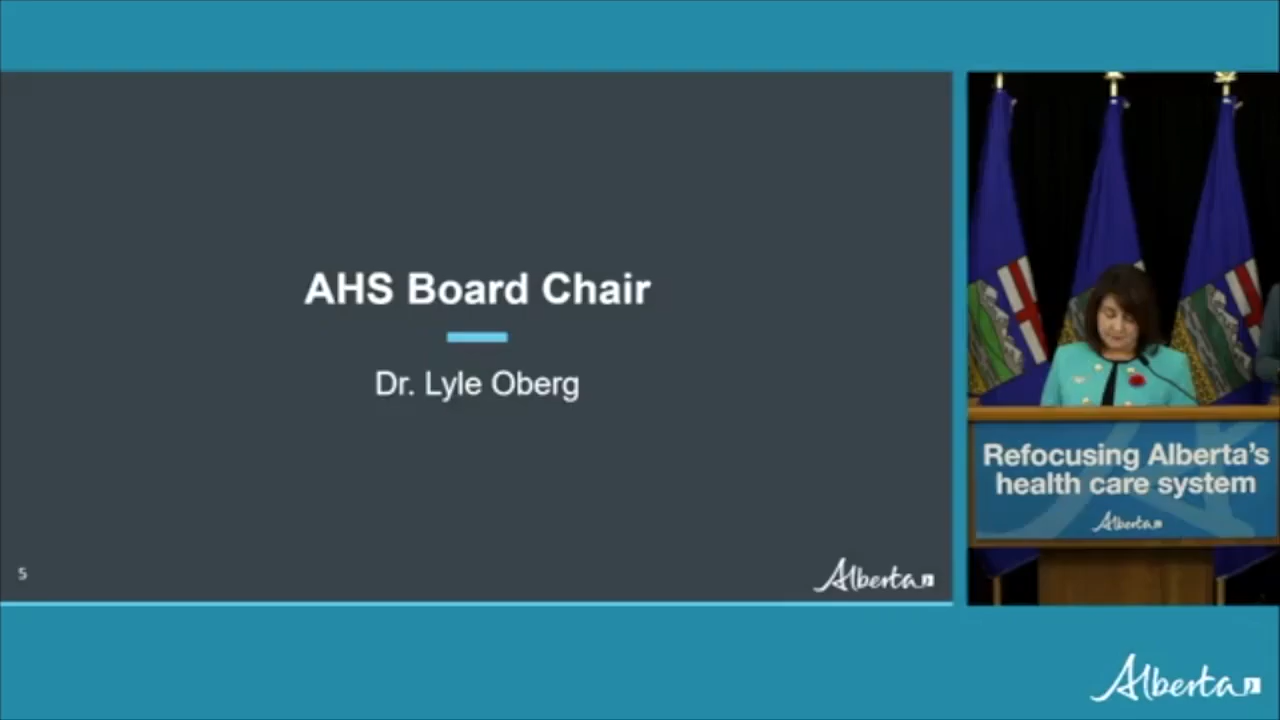 AHS Board Chair
Dr. Lyle Oberg
5
Alberta
Refocusing Alberta's
health care system
Alberta
Alberta